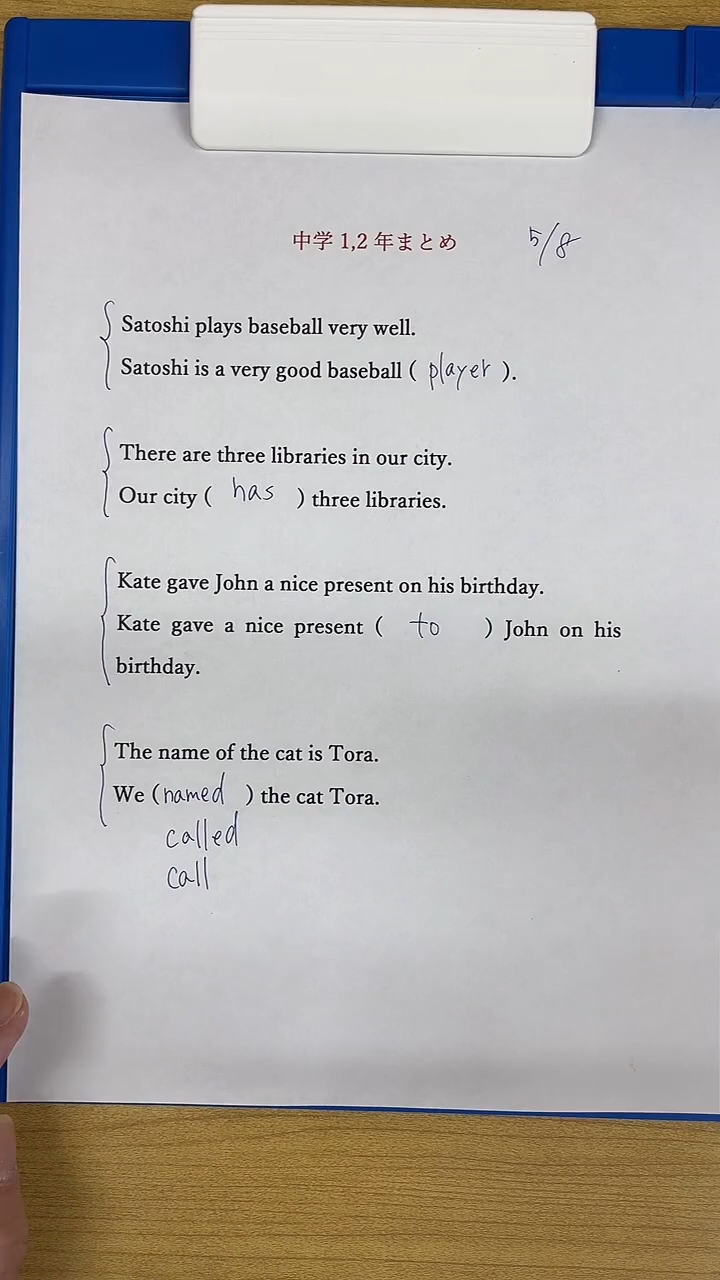 中学1,2年まとめ 5/8
Satoshi plays baseball very well.
Satoshi is a very good baseball ( player ).
There are three libraries in our city.
Our city ( has ) three libraries.
Kate gave John a nice present on his birthday.
Kate gave a nice present ( to ) John on his
birthday.
The name of the cat is Tora.
We (named ) the cat Tora.
called
call